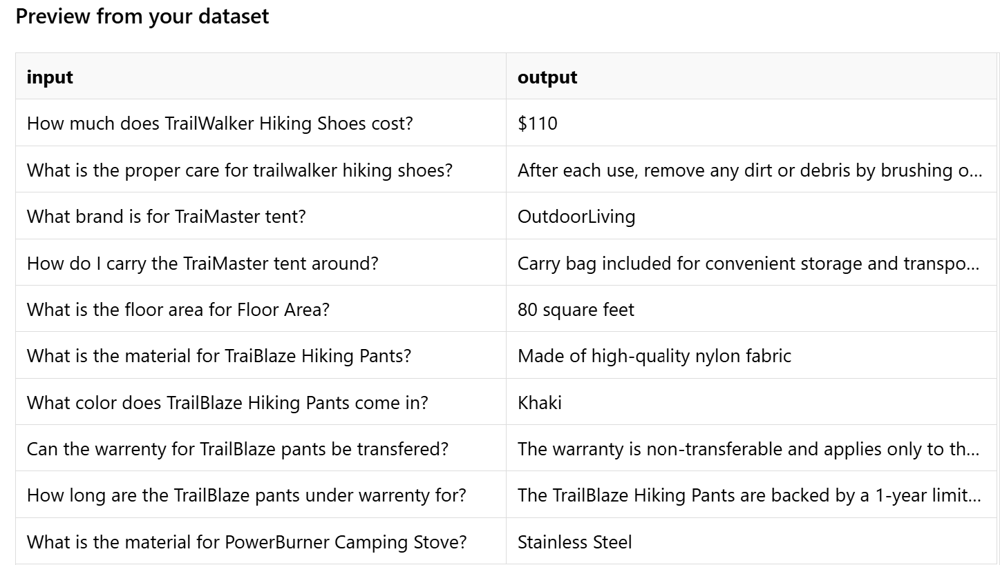 Preview from your dataset
input output
How much does TrailWalker Hiking Shoes cost? $110
What is the proper care for trailwalker hiking shoes? After each use, remove any dirt or debris by brushing o...
What brand is for TraiMaster tent? OutdoorLiving
How do I carry the TraiMaster tent around? Carry bag included for convenient storage and transpo...
What is the floor area for Floor Area? 80 square feet
What is the material for TraiBlaze Hiking Pants? Made of high-quality nylon fabric
What color does TrailBlaze Hiking Pants come in? Khaki
Can the warrenty for TrailBlaze pants be transfered? The warranty is non-transferable and applies only to th...
How long are the TrailBlaze pants under warrenty for? The TrailBlaze Hiking Pants are backed by a 1-year limit...
What is the material for PowerBurner Camping Stove? Stainless Steel